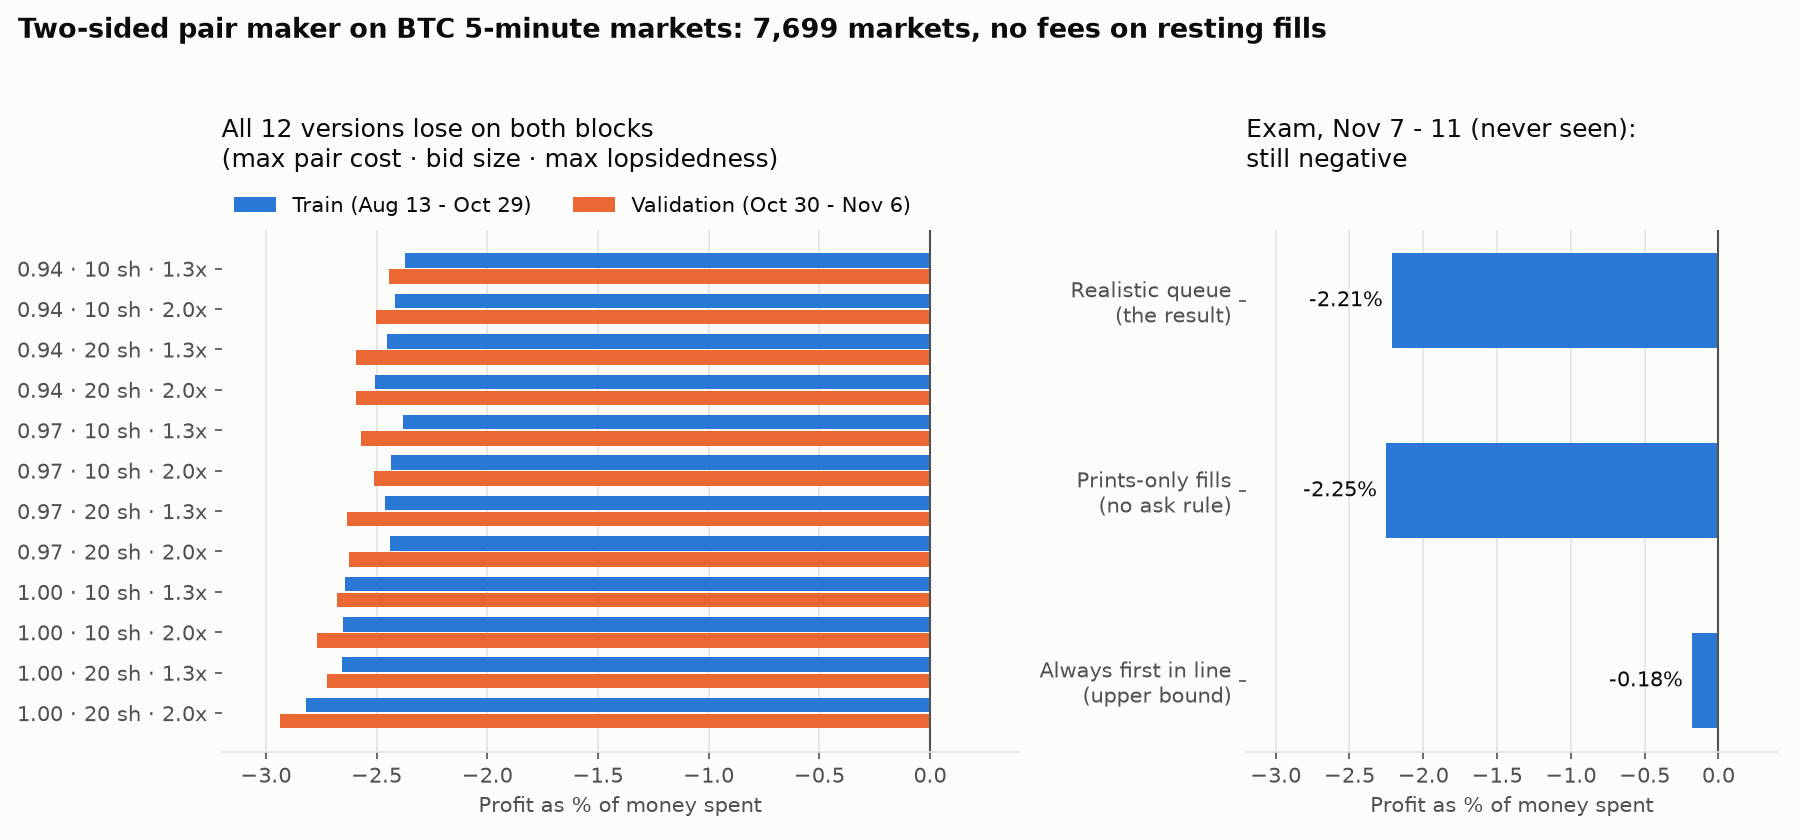 Two-sided pair maker on BTC 5-minute markets: 7,699 markets, no fees on resting fills
All 12 versions lose on both blocks
(max pair cost · bid size · max lopsidedness)
Train (Aug 13 - Oct 29)
Validation (Oct 30 - Nov 6)
0.94 · 10 sh · 1.3x
0.94 · 10 sh · 2.0x
0.94 · 20 sh · 1.3x
0.94 · 20 sh · 2.0x
0.97 · 10 sh · 1.3x
0.97 · 10 sh · 2.0x
0.97 · 20 sh · 1.3x
0.97 · 20 sh · 2.0x
1.00 · 10 sh · 1.3x
1.00 · 10 sh · 2.0x
1.00 · 20 sh · 1.3x
1.00 · 20 sh · 2.0x
−3.0 −2.5 −2.0 −1.5 −1.0 −0.5 0.0
Profit as % of money spent
Exam, Nov 7 - 11 (never seen):
still negative
Realistic queue
(the result)
-2.21%
Prints-only fills
(no ask rule)
-2.25%
Always first in line
(upper bound)
-0.18%
−3.0 −2.5 −2.0 −1.5 −1.0 −0.5 0.0
Profit as % of money spent